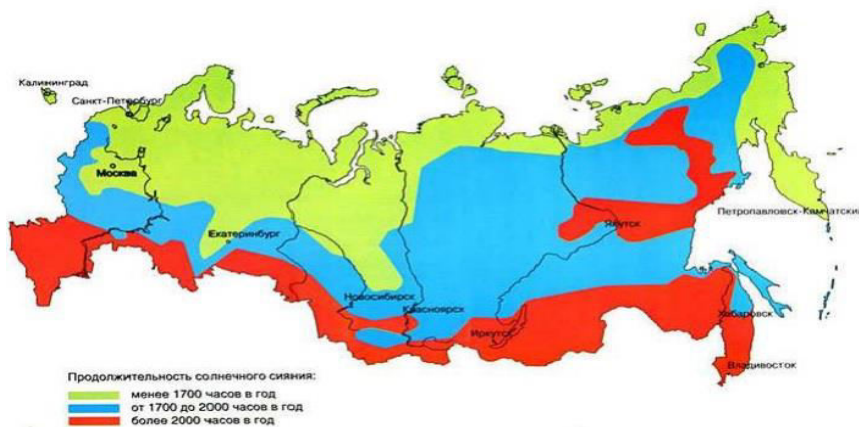 Калининград
Санкт-Петербург
Москва
Екатеринбург
Новосибирск
Красноярск
Иркутск
Якутск
Петропавловск-Камчатский
Хабаровск
Владивосток
Продолжительность солнечного сияния:
менее 1700 часов в год
от 1700 до 2000 часов в год
более 2000 часов в год